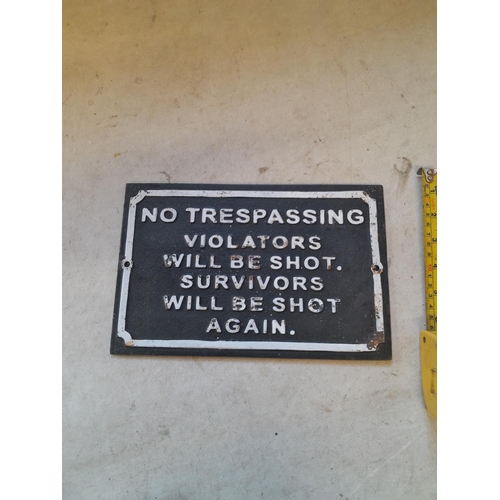 NO TRESPASSING
VIOLATORS
WILL BE SHOT.
SURVIVORS
WILL BE SHOT
AGAIN.